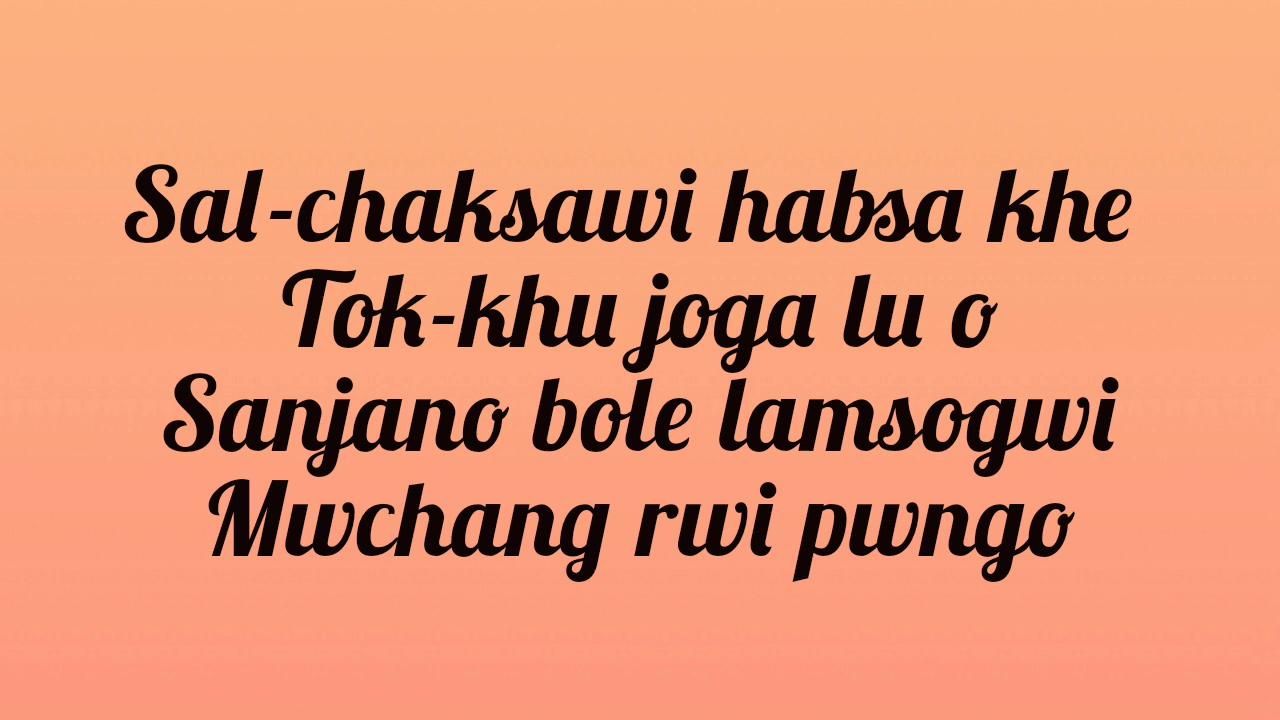 Sal-chaksawi habsa khe
Tok-khu joga lu o
Sanjano bole lamsogwi
Mwchang rwi pwngo